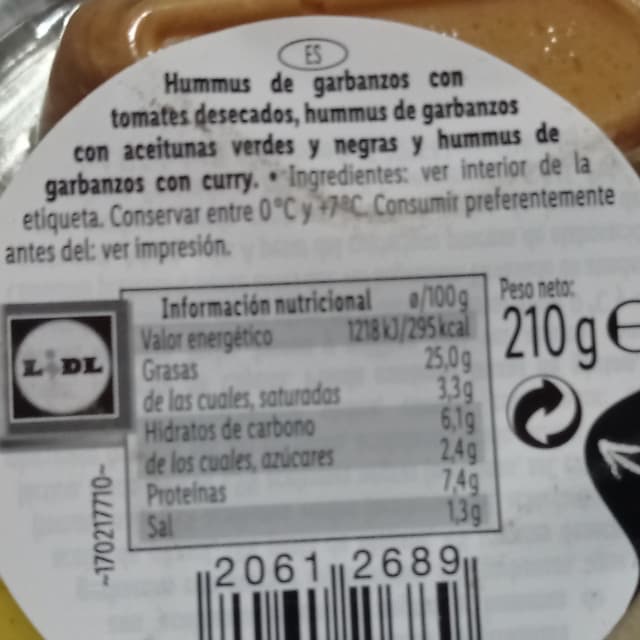 ES
Hummus de garbanzos con
tomates desecados, hummus de garbanzos
con aceitunas verdes y negras y hummus de
garbanzos con curry. • Ingredientes: ver interior de la
etiqueta. Conservar entre 0°C y +7°C. Consumir preferentemente
antes del: ver impresión.
Información nutricional ø/100g
Valor energético 1218 kJ/295 kcal
Grasas 25,0g
de las cuales, saturadas 3,3g
Hidratos de carbono 6,1g
de los cuales, azúcares 2,4g
Proteínas 7,4g
Sal 1,3g
Peso neto:
210 g e
LIDL
-170217710-
2061 2689